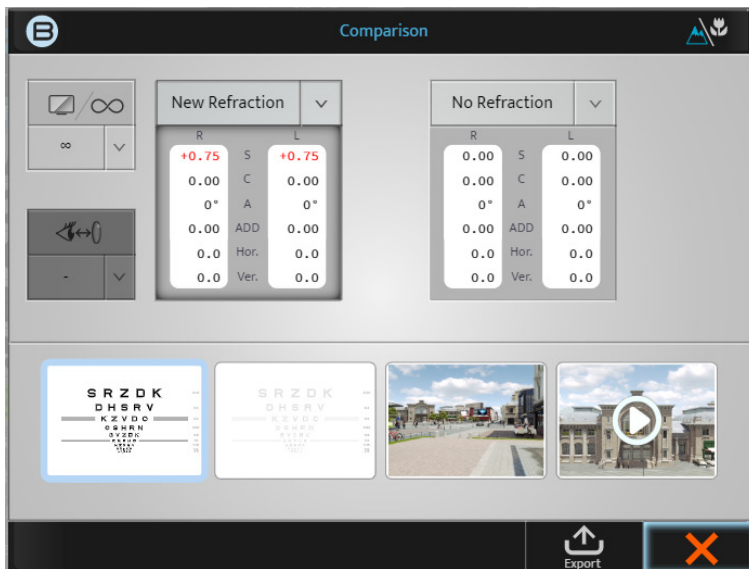 B
Comparison
∞
∞
-
New Refraction
R L
+0.75 S +0.75
0.00 C 0.00
0° A 0°
0.00 ADD 0.00
0.0 Hor. 0.0
0.0 Ver. 0.0
No Refraction
R L
0.00 S 0.00
0.00 C 0.00
0° A 0°
0.00 ADD 0.00
0.0 Hor. 0.0
0.0 Ver. 0.0
S R Z D K
D H S R V
K Z V D C
S R Z D K
D H S R V
K Z V D C
Export